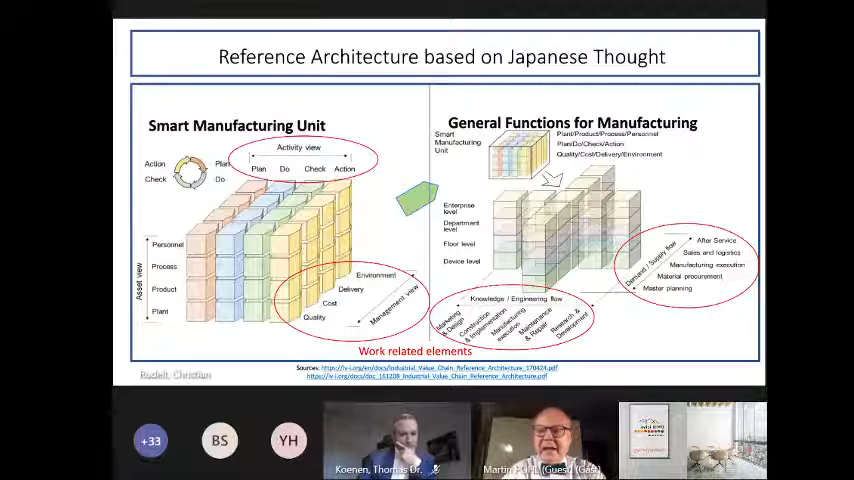 Reference Architecture based on Japanese Thought
Smart Manufacturing Unit
Activity view
Plan Do Check Action
Action Plan
Check Do
Asset view
Personnel
Process
Product
Plant
Environment
Delivery
Cost
Quality
Management view
General Functions for Manufacturing
Smart
Manufacturing
Unit
Plant/Product/Process/Personnel
Plan/Do/Check/Action
Quality/Cost/Delivery/Environment
Enterprise
level
Department
level
Floor level
Device level
Demand / Supply flow
After Service
Sales and logistics
Manufacturing execution
Material procurement
Master planning
Knowledge / Engineering flow
Marketing
& Design
Construction
& Implementation
Manufacturing
execution
Maintenance
& Repair
Research &
Development
Work related elements
Sources: https://iv-i.org/en/docs/Industrial_Value_Chain_Reference_Architecture_170424.pdf
https://iv-i.org/docs/doc_161208_Industrial_Value_Chain_Reference_Architecture.pdf
Rudelt, Christian
+33
BS
YH
Koenen, Thomas Dr.
(Guest) (Gast)